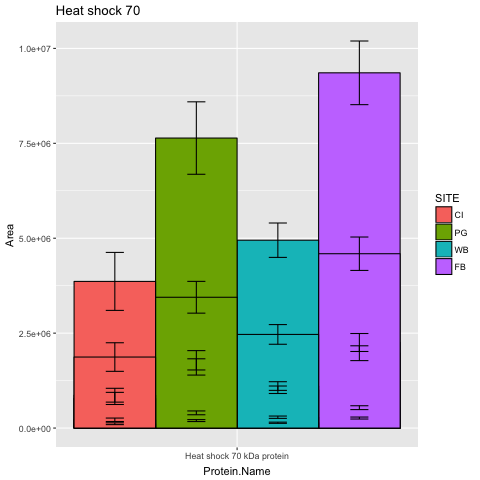 Heat shock 70
1.0e+07
7.5e+06
5.0e+06
2.5e+06
0.0e+00
Area
Heat shock 70 kDa protein
Protein.Name
SITE
CI
PG
WB
FB